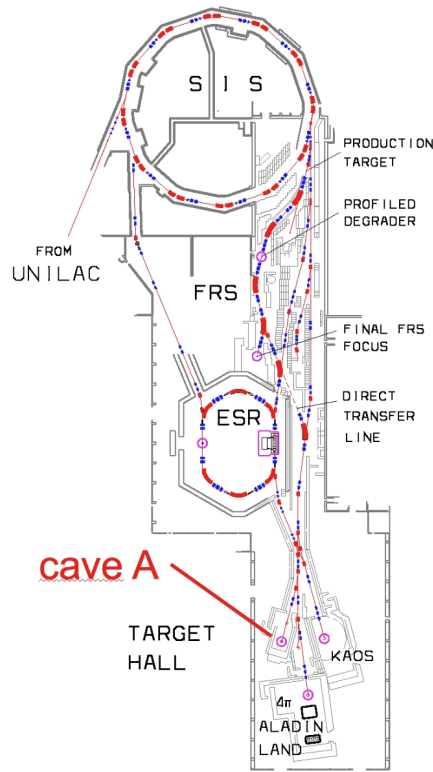 S I S
PRODUCTION
TARGET
PROFILED
DEGRADER
FROM
UNILAC
FRS
FINAL FRS
FOCUS
ESR
DIRECT
TRANSFER
LINE
cave A
TARGET
HALL
KAOS
4π
ALADIN
LAND